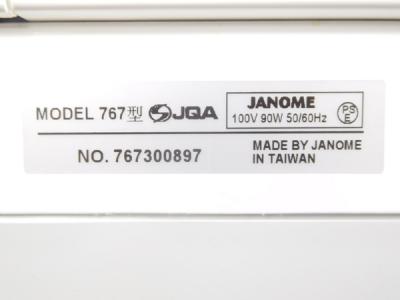 MODEL 767型 JQA JANOME
100V 90W 50/60Hz PS E
NO. 767300897 MADE BY JANOME
IN TAIWAN